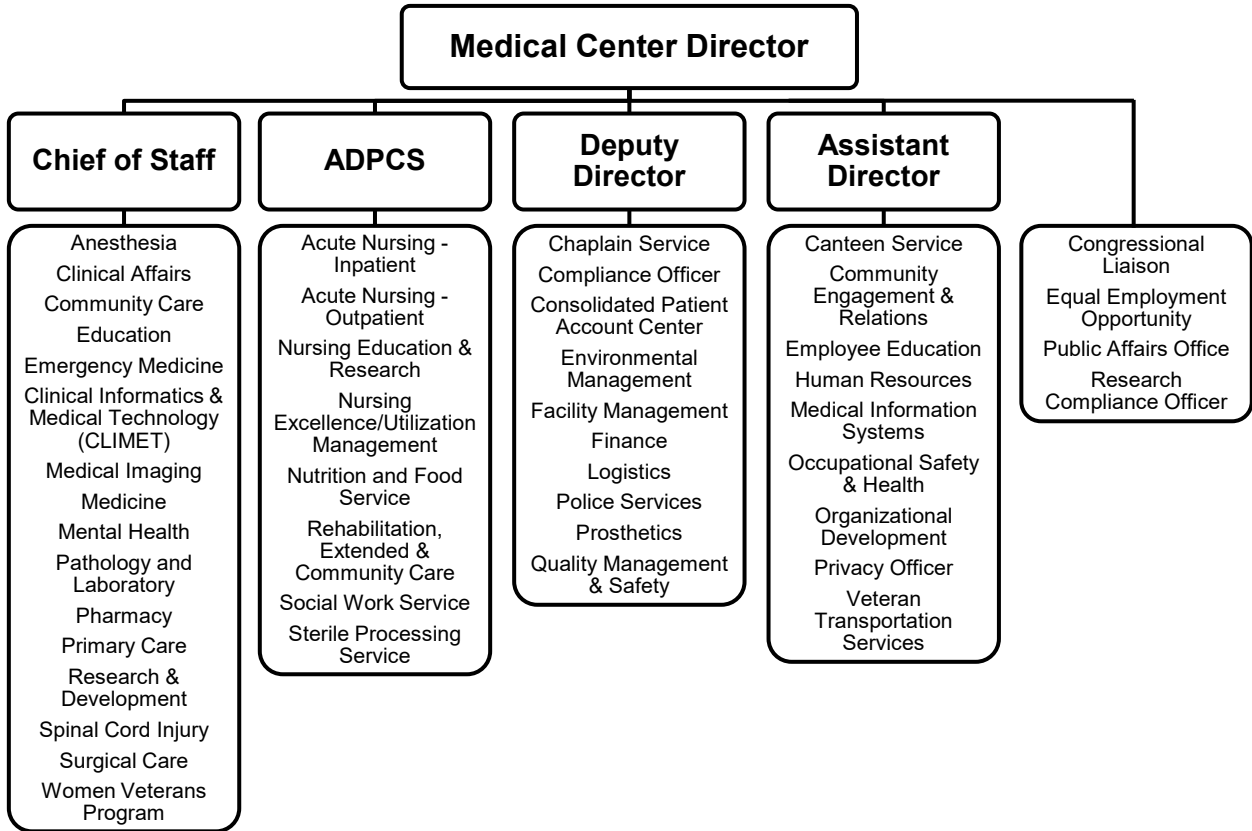 Medical Center Director
Chief of Staff
Anesthesia
Clinical Affairs
Community Care
Education
Emergency Medicine
Clinical Informatics &
Medical Technology
(CLIMET)
Medical Imaging
Medicine
Mental Health
Pathology and
Laboratory
Pharmacy
Primary Care
Research &
Development
Spinal Cord Injury
Surgical Care
Women Veterans
Program
ADPCS
Acute Nursing -
Inpatient
Acute Nursing -
Outpatient
Nursing Education &
Research
Nursing
Excellence/Utilization
Management
Nutrition and Food
Service
Rehabilitation,
Extended &
Community Care
Social Work Service
Sterile Processing
Service
Deputy
Director
Chaplain Service
Compliance Officer
Consolidated Patient
Account Center
Environmental
Management
Facility Management
Finance
Logistics
Police Services
Prosthetics
Quality Management
& Safety
Assistant
Director
Canteen Service
Community
Engagement &
Relations
Employee Education
Human Resources
Medical Information
Systems
Occupational Safety
& Health
Organizational
Development
Privacy Officer
Veteran
Transportation
Services
Congressional
Liaison
Equal Employment
Opportunity
Public Affairs Office
Research
Compliance Officer